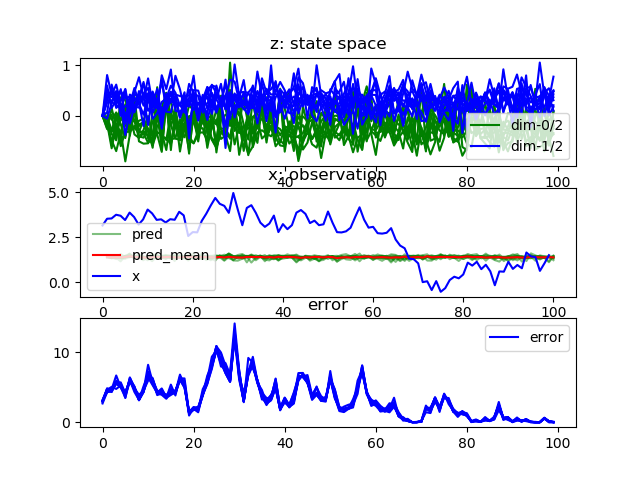 z: state space
1
0
dim-0/2
dim-1/2
0 20 40 60 80 100
x: observation
5.0
2.5
0.0
pred
pred_mean
x
0 20 40 60 80 100
error
10
0
error
0 20 40 60 80 100